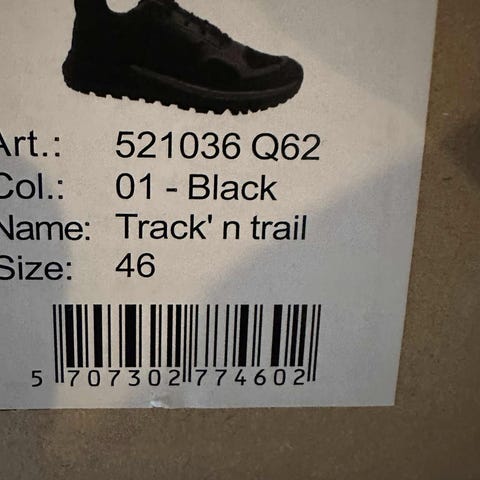 Art.: 521036 Q62
Col.: 01 - Black
Name: Track' n trail
Size: 46
5 707302 774602